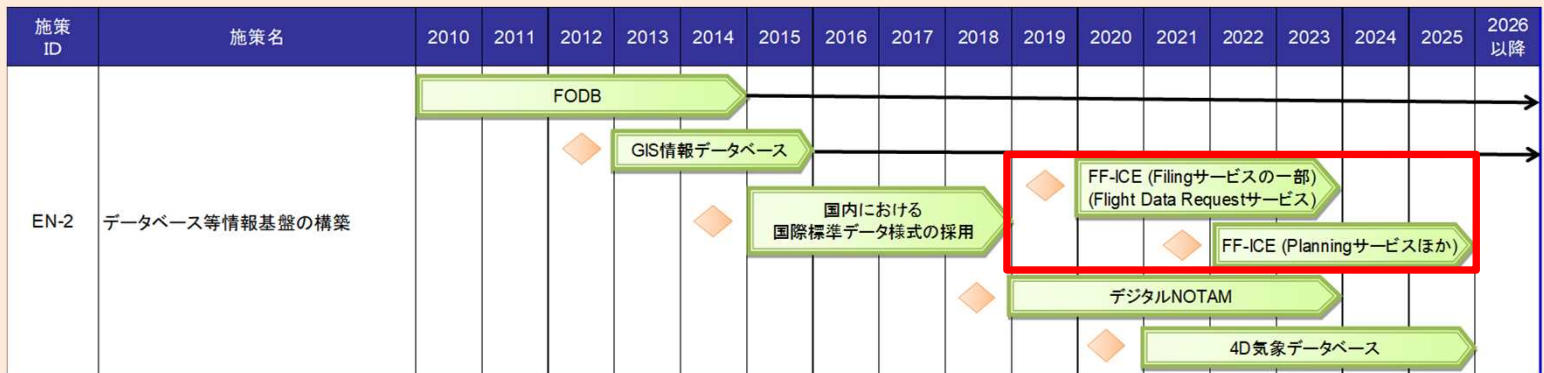 施策
ID
施策名
2010
2011
2012
2013
2014
2015
2016
2017
2018
2019
2020
2021
2022
2023
2024
2025
2026
以降
EN-2
データベース等情報基盤の構築
FODB
GIS情報データベース
FF-ICE (Filingサービスの一部)
(Flight Data Requestサービス)
国内における
国際標準データ様式の採用
FF-ICE (Planningサービスほか)
デジタルNOTAM
4D気象データベース